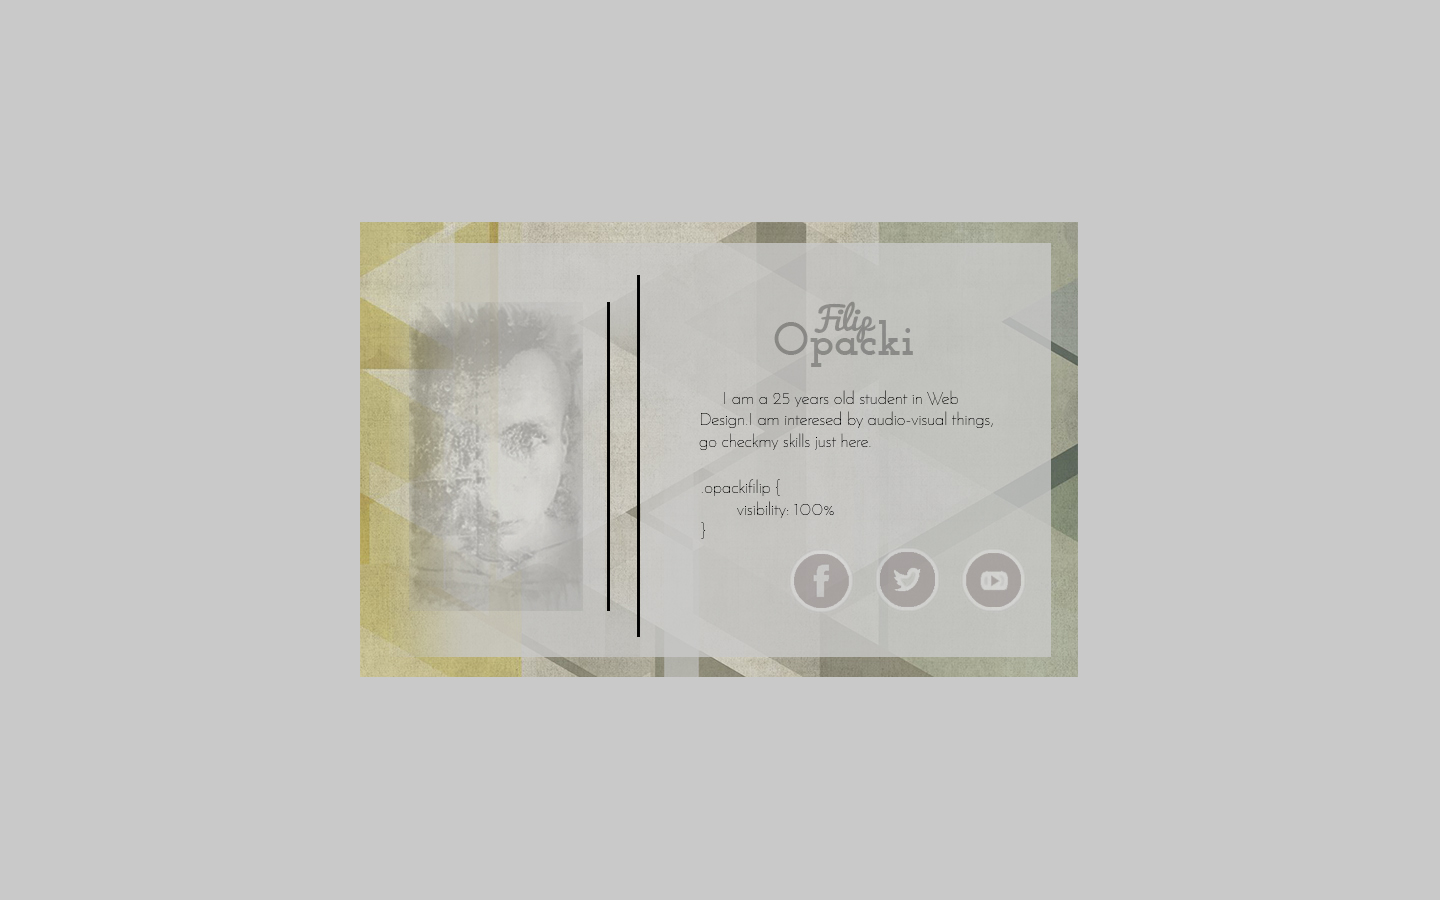 Filip
Opacki
I am a 25 years old student in Web
Design.I am interesed by audio-visual things,
go checkmy skills just here.
.opackifilip {
visibility: 100%
}